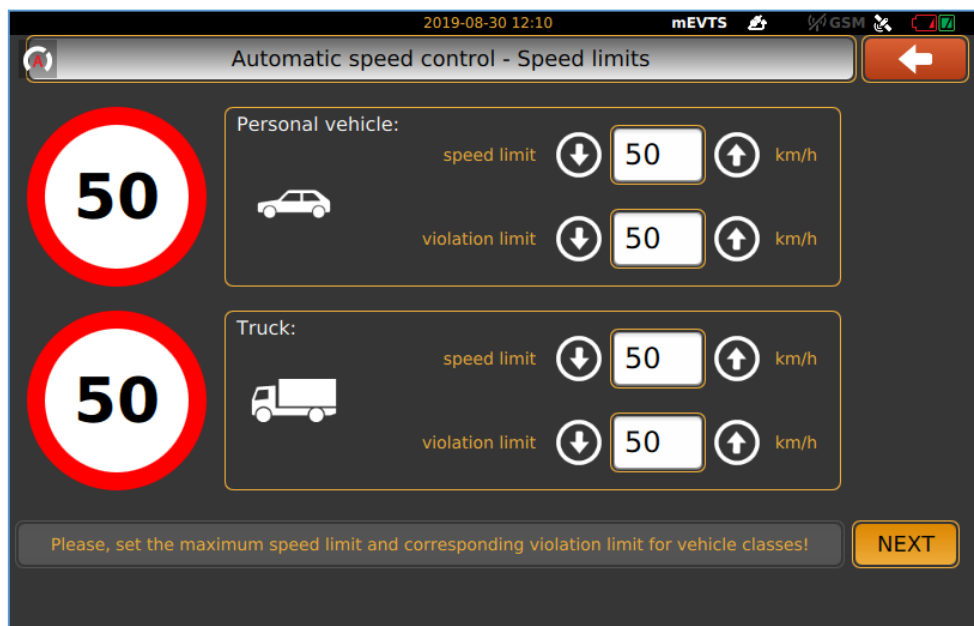 2019-08-30 12:10 mEVTS GSM
A Automatic speed control - Speed limits
50
Personal vehicle:
speed limit 50 km/h
violation limit 50 km/h
50
Truck:
speed limit 50 km/h
violation limit 50 km/h
Please, set the maximum speed limit and corresponding violation limit for vehicle classes!
NEXT